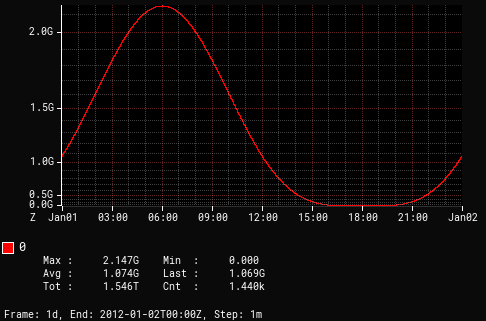 2.0G
1.5G
1.0G
0.5G
0.0G
Z Jan01 03:00 06:00 09:00 12:00 15:00 18:00 21:00 Jan02
0
Max : 2.147G Min : 0.000
Avg : 1.074G Last : 1.069G
Tot : 1.546T Cnt : 1.440k
Frame: 1d, End: 2012-01-02T00:00Z, Step: 1m